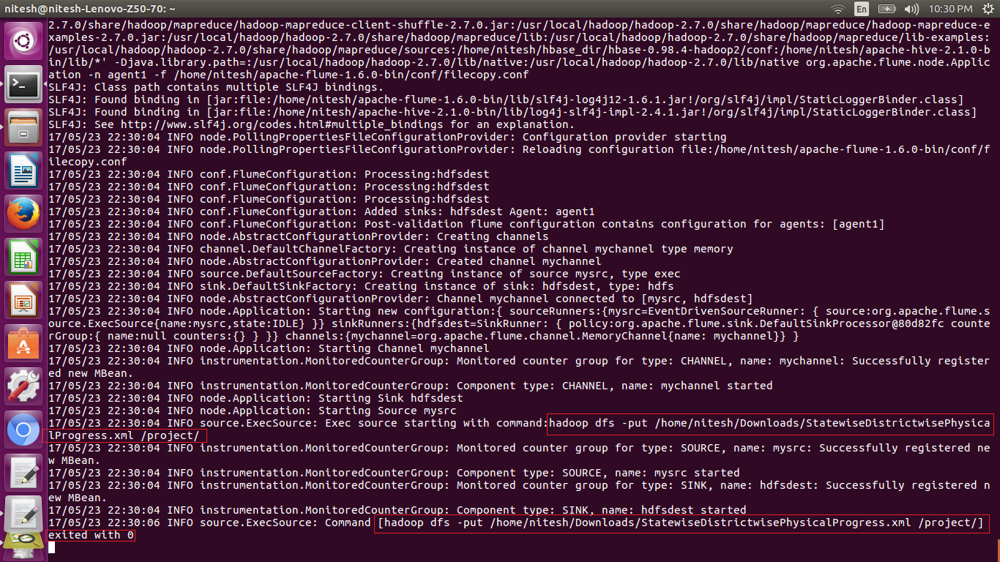 nitesh@nitesh-Lenovo-Z50-70: ~
En
10:30 PM
2.7.0/share/hadoop/mapreduce/hadoop-mapreduce-client-shuffle-2.7.0.jar:/usr/local/hadoop/hadoop-2.7.0/share/hadoop/mapreduce/hadoop-mapreduce-e
xamples-2.7.0.jar:/usr/local/hadoop/hadoop-2.7.0/share/hadoop/mapreduce/lib:/usr/local/hadoop/hadoop-2.7.0/share/hadoop/mapreduce/lib-examples:
/usr/local/hadoop/hadoop-2.7.0/share/hadoop/mapreduce/sources:/home/nitesh/hbase_dir/hbase-0.98.4-hadoop2/conf:/home/nitesh/apache-hive-2.1.0-b
in/lib/*' -Djava.library.path=:/usr/local/hadoop/hadoop-2.7.0/lib/native:/usr/local/hadoop/hadoop-2.7.0/lib/native org.apache.flume.node.Applic
ation -n agent1 -f /home/nitesh/apache-flume-1.6.0-bin/conf/filecopy.conf
SLF4J: Class path contains multiple SLF4J bindings.
SLF4J: Found binding in [jar:file:/home/nitesh/apache-flume-1.6.0-bin/lib/slf4j-log4j12-1.6.1.jar!/org/slf4j/impl/StaticLoggerBinder.class]
SLF4J: Found binding in [jar:file:/home/nitesh/apache-hive-2.1.0-bin/lib/log4j-slf4j-impl-2.4.1.jar!/org/slf4j/impl/StaticLoggerBinder.class]
SLF4J: See http://www.slf4j.org/codes.html#multiple_bindings for an explanation.
17/05/23 22:30:04 INFO node.PollingPropertiesFileConfigurationProvider: Configuration provider starting
17/05/23 22:30:04 INFO node.PollingPropertiesFileConfigurationProvider: Reloading configuration file:/home/nitesh/apache-flume-1.6.0-bin/conf/f
ilecopy.conf
17/05/23 22:30:04 INFO conf.FlumeConfiguration: Processing:hdfsdest
17/05/23 22:30:04 INFO conf.FlumeConfiguration: Processing:hdfsdest
17/05/23 22:30:04 INFO conf.FlumeConfiguration: Processing:hdfsdest
17/05/23 22:30:04 INFO conf.FlumeConfiguration: Added sinks: hdfsdest Agent: agent1
17/05/23 22:30:04 INFO conf.FlumeConfiguration: Post-validation flume configuration contains configuration for agents: [agent1]
17/05/23 22:30:04 INFO node.AbstractConfigurationProvider: Creating channels
17/05/23 22:30:04 INFO channel.DefaultChannelFactory: Creating instance of channel mychannel type memory
17/05/23 22:30:04 INFO node.AbstractConfigurationProvider: Created channel mychannel
17/05/23 22:30:04 INFO source.DefaultSourceFactory: Creating instance of source mysrc, type exec
17/05/23 22:30:04 INFO sink.DefaultSinkFactory: Creating instance of sink: hdfsdest, type: hdfs
17/05/23 22:30:04 INFO node.AbstractConfigurationProvider: Channel mychannel connected to [mysrc, hdfsdest]
17/05/23 22:30:04 INFO node.Application: Starting new configuration:{ sourceRunners:{mysrc=EventDrivenSourceRunner: { source:org.apache.flume.s
ource.ExecSource{name:mysrc,state:IDLE} }} sinkRunners:{hdfsdest=SinkRunner: { policy:org.apache.flume.sink.DefaultSinkProcessor@80d82fc counte
rGroup:{ name:null counters:{} } }} channels:{mychannel=org.apache.flume.channel.MemoryChannel{name: mychannel}} }
17/05/23 22:30:04 INFO node.Application: Starting Channel mychannel
17/05/23 22:30:04 INFO instrumentation.MonitoredCounterGroup: Monitored counter group for type: CHANNEL, name: mychannel: Successfully register
ed new MBean.
17/05/23 22:30:04 INFO instrumentation.MonitoredCounterGroup: Component type: CHANNEL, name: mychannel started
17/05/23 22:30:04 INFO node.Application: Starting Sink hdfsdest
17/05/23 22:30:04 INFO node.Application: Starting Source mysrc
17/05/23 22:30:04 INFO source.ExecSource: Exec source starting with command:hadoop dfs -put /home/nitesh/Downloads/StatewiseDistrictwisePhysica
lProgress.xml /project/
17/05/23 22:30:04 INFO instrumentation.MonitoredCounterGroup: Monitored counter group for type: SOURCE, name: mysrc: Successfully registered ne
w MBean.
17/05/23 22:30:04 INFO instrumentation.MonitoredCounterGroup: Component type: SOURCE, name: mysrc started
17/05/23 22:30:04 INFO instrumentation.MonitoredCounterGroup: Monitored counter group for type: SINK, name: hdfsdest: Successfully registered n
ew MBean.
17/05/23 22:30:04 INFO instrumentation.MonitoredCounterGroup: Component type: SINK, name: hdfsdest started
17/05/23 22:30:06 INFO source.ExecSource: Command [hadoop dfs -put /home/nitesh/Downloads/StatewiseDistrictwisePhysicalProgress.xml /project/]
exited with 0